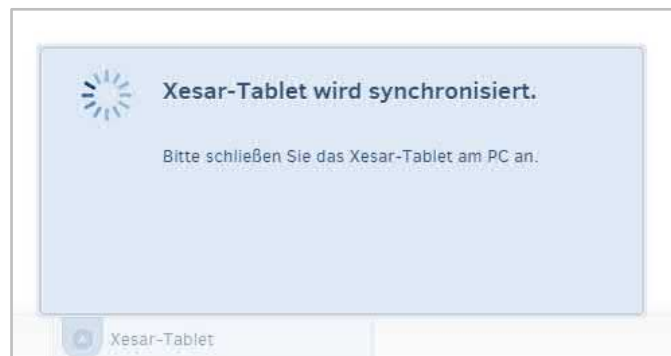 Xesar-Tablet wird synchronisiert.
Bitte schließen Sie das Xesar-Tablet am PC an.
Xesar-Tablet